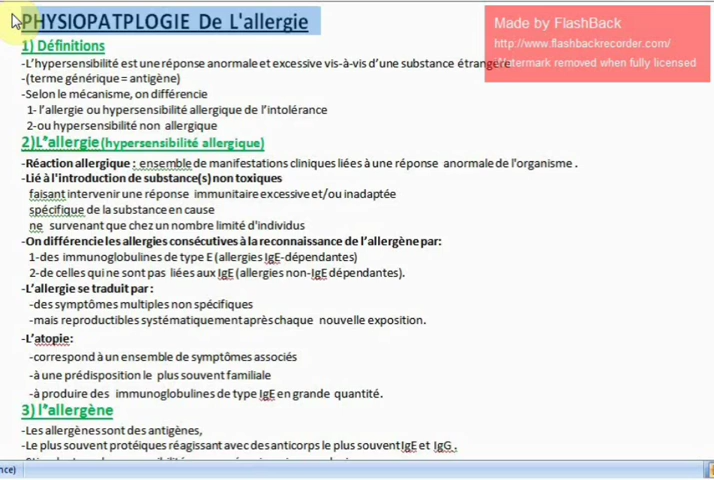 PHYSIOPATPLOGIE De L'allergie
Made by FlashBack
http://www.flashbackrecorder.com/
Watermark removed when fully licensed
1) Définitions
-L'hypersensibilité est une réponse anormale et excessive vis-à-vis d'une substance étrangère
-(terme générique = antigène)
-Selon le mécanisme, on différencie
1- l'allergie ou hypersensibilité allergique de l'intolérance
2-ou hypersensibilité non allergique
2)L'allergie (hypersensibilité allergique)
-Réaction allergique : ensemble de manifestations cliniques liées à une réponse anormale de l'organisme .
-Lié à l'introduction de substance(s) non toxiques
faisant intervenir une réponse immunitaire excessive et/ou inadaptée
spécifique de la substance en cause
ne survenant que chez un nombre limité d'individus
-On différencie les allergies consécutives à la reconnaissance de l'allergène par:
1-des immunoglobulines de type E (allergies IgE-dépendantes)
2-de celles qui ne sont pas liées aux IgE (allergies non-IgE dépendantes).
-L'allergie se traduit par :
-des symptômes multiples non spécifiques
-mais reproductibles systématiquement après chaque nouvelle exposition.
-L'atopie:
-correspond à un ensemble de symptômes associés
-à une prédisposition le plus souvent familiale
-à produire des immunoglobulines de type IgE en grande quantité.
3) l'allergène
-Les allergènes sont des antigènes,
-Le plus souvent protéiques réagissant avec des anticorps le plus souvent IgE et IgG .
nce)